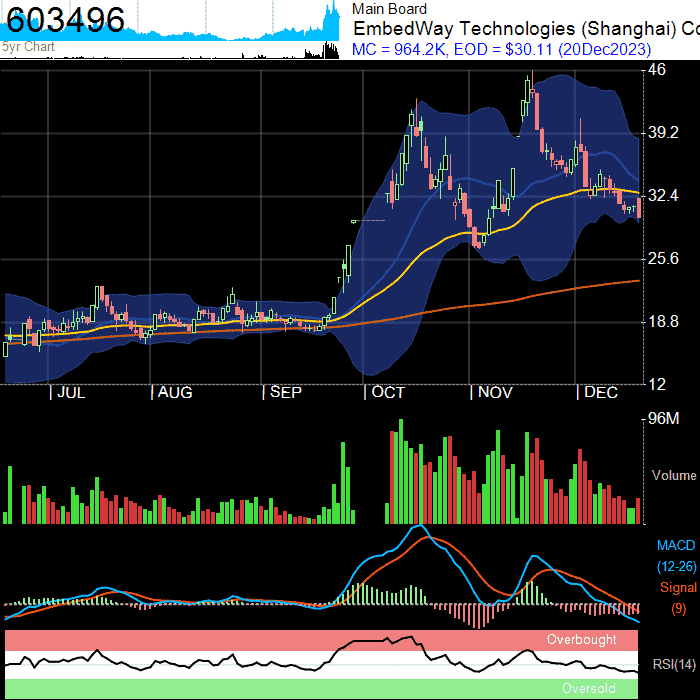 603496
5yr Chart
Main Board
EmbedWay Technologies (Shanghai) Co
MC = 964.2K, EOD = $30.11 (20Dec2023)
46
39.2
32.4
25.6
18.8
12
| JUL | AUG | SEP | OCT | NOV | DEC
96M
Volume
MACD
(12-26)
Signal
(9)
Overbought
RSI(14)
Oversold